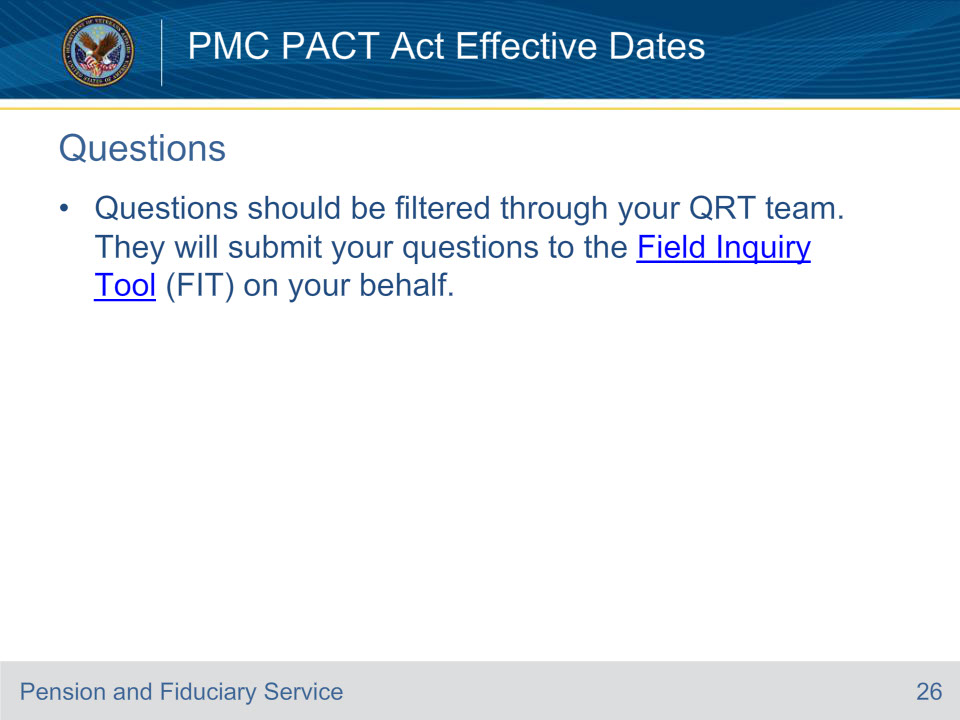 PMC PACT Act Effective Dates
Questions
• Questions should be filtered through your QRT team.
They will submit your questions to the Field Inquiry
Tool (FIT) on your behalf.
Pension and Fiduciary Service
26